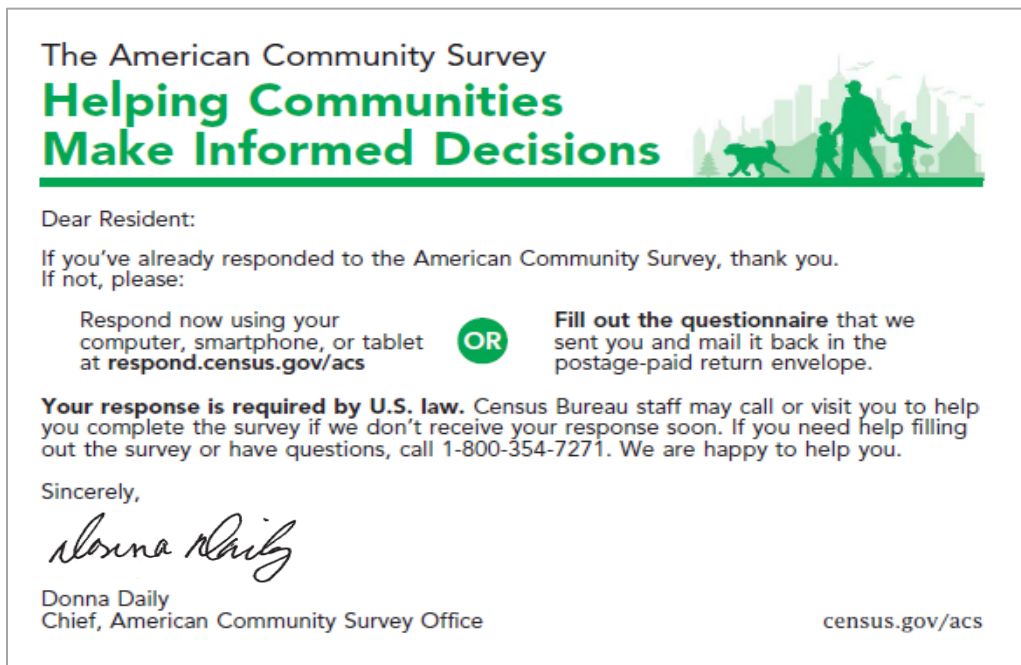 The American Community Survey
Helping Communities
Make Informed Decisions
Dear Resident:
If you've already responded to the American Community Survey, thank you.
If not, please:
Respond now using your
computer, smartphone, or tablet
at respond.census.gov/acs
OR
Fill out the questionnaire that we
sent you and mail it back in the
postage-paid return envelope.
Your response is required by U.S. law. Census Bureau staff may call or visit you to help
you complete the survey if we don't receive your response soon. If you need help filling
out the survey or have questions, call 1-800-354-7271. We are happy to help you.
Sincerely,
Donna Daily
Donna Daily
Chief, American Community Survey Office
census.gov/acs